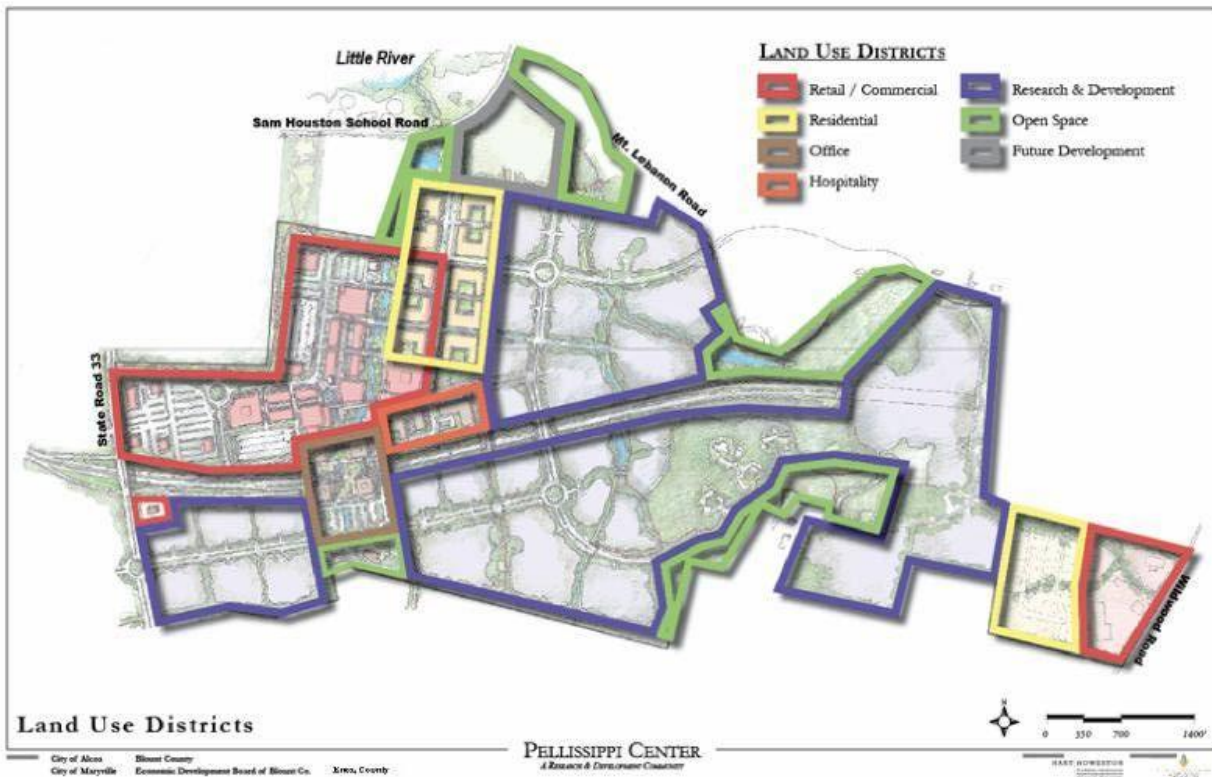 Little River
LAND USE DISTRICTS
Retail / Commercial
Research & Development
Sam Houston School Road
Residential
Open Space
Mt. Lebanon Road
Office
Future Development
Hospitality
State Road 33
Wildwood Road
N
Land Use Districts
0 350 700 1400'
PELLISSIPPI CENTER
A RESEARCH & DEVELOPMENT COMMUNITY
City of Alcoa Blount County
City of Maryville Economic Development Board of Blount Co. Knox County